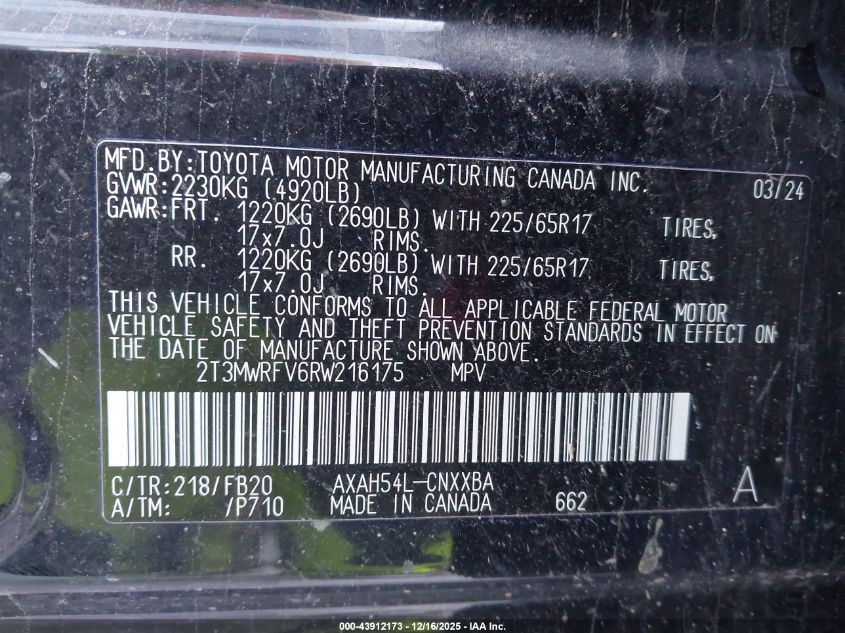 MFD. BY: TOYOTA MOTOR MANUFACTURING CANADA INC. 03/24
GVWR: 2230KG (4920LB)
GAWR: FRT. 1220KG (2690LB) WITH 225/65R17 TIRES,
17x7.0J RIMS.
RR. 1220KG (2690LB) WITH 225/65R17 TIRES,
17x7.0J RIMS.
THIS VEHICLE CONFORMS TO ALL APPLICABLE FEDERAL MOTOR
VEHICLE SAFETY AND THEFT PREVENTION STANDARDS IN EFFECT ON
THE DATE OF MANUFACTURE SHOWN ABOVE.
2T3MWRFV6RW216175 MPV
C/TR: 218/FB20 AXAH54L-CNXXBA A
A/TM: /P710 MADE IN CANADA 662
000-43912173 - 12/16/2025 - IAA Inc.